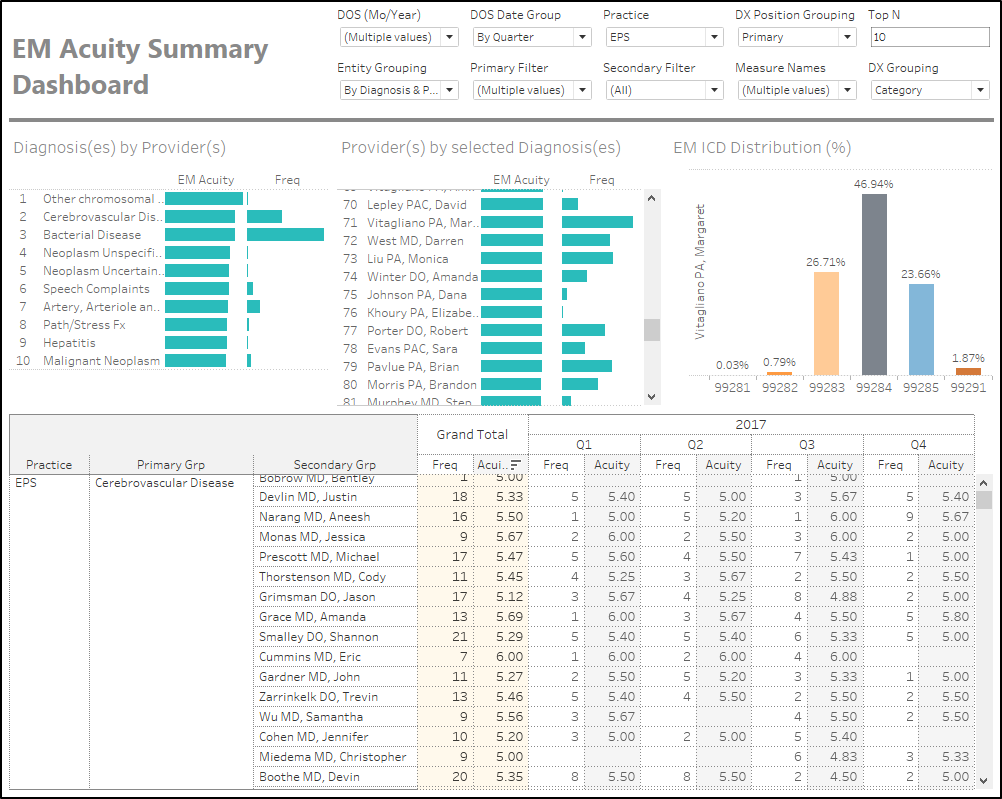 EM Acuity Summary
Dashboard
DOS (Mo/Year) DOS Date Group Practice DX Position Grouping Top N
(Multiple values) By Quarter EPS Primary 10
Entity Grouping Primary Filter Secondary Filter Measure Names DX Grouping
By Diagnosis & P... (Multiple values) (All) (Multiple values) Category
Diagnosis(es) by Provider(s)
EM Acuity Freq
1 Other chromosomal ..
2 Cerebrovascular Dis..
3 Bacterial Disease
4 Neoplasm Unspecifi..
5 Neoplasm Uncertain..
6 Speech Complaints
7 Artery, Arteriole an..
8 Path/Stress Fx
9 Hepatitis
10 Malignant Neoplasm
Provider(s) by selected Diagnosis(es)
EM Acuity Freq
70 Lepley PAC, David
71 Vitagliano PA, Mar..
72 West MD, Darren
73 Liu PA, Monica
74 Winter DO, Amanda
75 Johnson PA, Dana
76 Khoury PA, Elizabe..
77 Porter DO, Robert
78 Evans PAC, Sara
79 Pavlue PA, Brian
80 Morris PA, Brandon
81 Murphey MD, Step..
EM ICD Distribution (%)
Vitagliano PA, Margaret
0.03% 0.79% 26.71% 46.94% 23.66% 1.87%
99281 99282 99283 99284 99285 99291
Grand Total 2017
Q1 Q2 Q3 Q4
Practice Primary Grp Secondary Grp Freq Acui.. Freq Acuity Freq Acuity Freq Acuity Freq Acuity
Bobrow MD, Bentley 1 5.00 1 5.00
EPS Cerebrovascular Disease
Devlin MD, Justin 18 5.33 5 5.40 5 5.00 3 5.67 5 5.40
Narang MD, Aneesh 16 5.50 1 5.00 5 5.20 1 6.00 9 5.67
Monas MD, Jessica 9 5.67 2 6.00 2 5.50 3 6.00 2 5.00
Prescott MD, Michael 17 5.47 5 5.60 4 5.50 7 5.43 1 5.00
Thorstenson MD, Cody 11 5.45 4 5.25 3 5.67 2 5.50 2 5.50
Grimsman DO, Jason 17 5.12 3 5.67 4 5.25 8 4.88 2 5.00
Grace MD, Amanda 13 5.69 1 6.00 3 5.67 4 5.50 5 5.80
Smalley DO, Shannon 21 5.29 5 5.40 5 5.40 6 5.33 5 5.00
Cummins MD, Eric 7 6.00 1 6.00 2 6.00 4 6.00
Gardner MD, John 11 5.27 2 5.50 5 5.20 3 5.33 1 5.00
Zarrinkelk DO, Trevin 13 5.46 5 5.40 4 5.50 2 5.50 2 5.50
Wu MD, Samantha 9 5.56 3 5.67 4 5.50 2 5.50
Cohen MD, Jennifer 10 5.20 3 5.00 2 5.00 5 5.40
Miedema MD, Christopher 9 5.00 6 4.83 3 5.33
Boothe MD, Devin 20 5.35 8 5.50 8 5.50 2 4.50 2 5.00